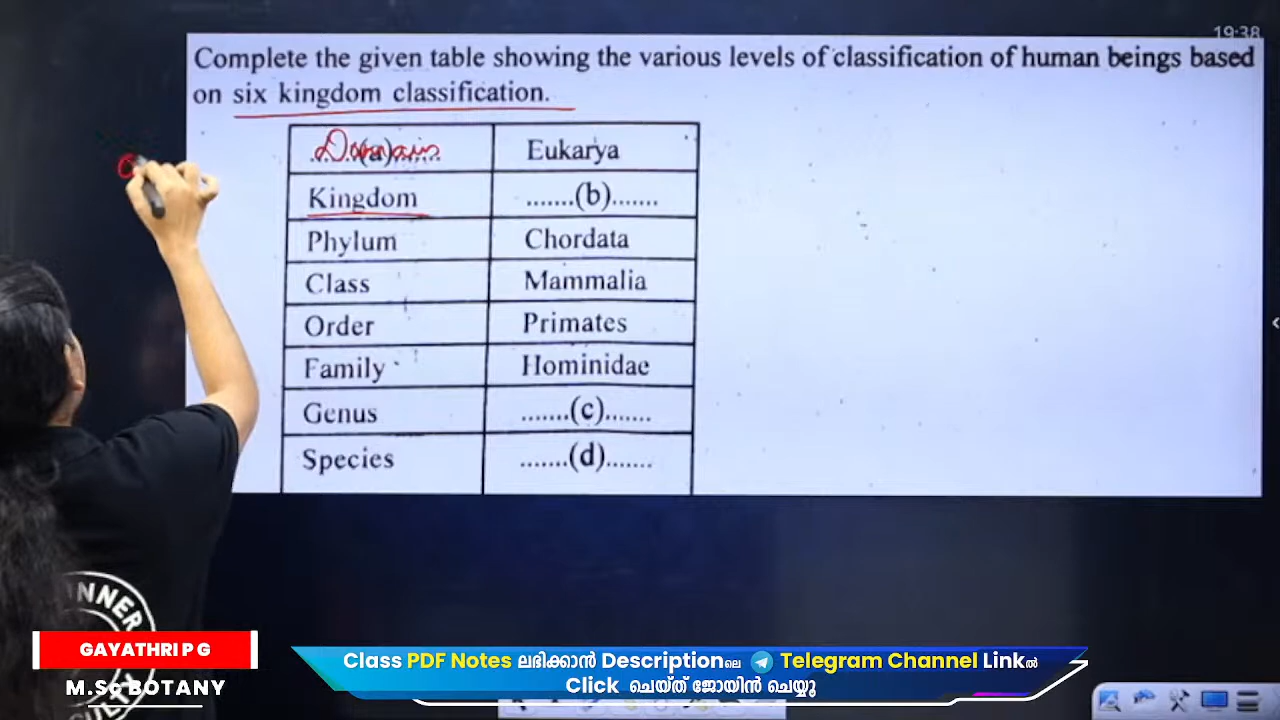 19:38
Complete the given table showing the various levels of classification of human beings based
on six kingdom classification.
Domain ....(a)..... Eukarya
Kingdom .......(b).......
Phylum Chordata
Class Mammalia
Order Primates
Family Hominidae
Genus .......(c).......
Species .......(d).......
INNER
GAYATHRI P G
M.Sc BOTANY
CULTY
Class PDF Notes ലഭിക്കാൻ Descriptionലെ Telegram Channel Linkൽ
Click ചെയ്ത് ജോയിൻ ചെയ്യൂ